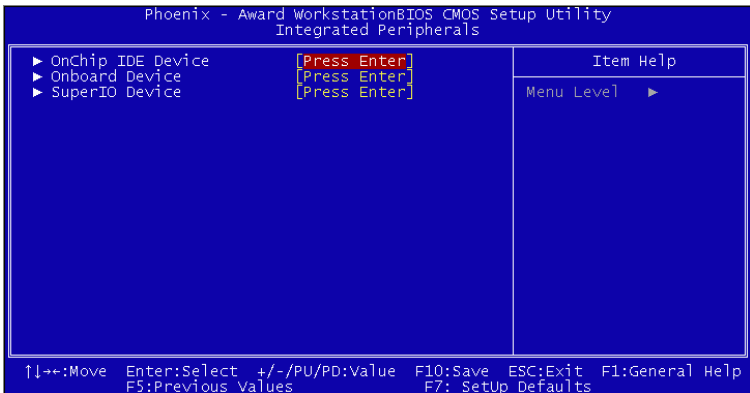 Phoenix - Award WorkstationBIOS CMOS Setup Utility
Integrated Peripherals
► OnChip IDE Device [Press Enter]
► Onboard Device [Press Enter]
► SuperIO Device [Press Enter]
Item Help
Menu Level ►
↑↓→←:Move Enter:Select +/-/PU/PD:Value F10:Save ESC:Exit F1:General Help
F5:Previous Values F7: SetUp Defaults